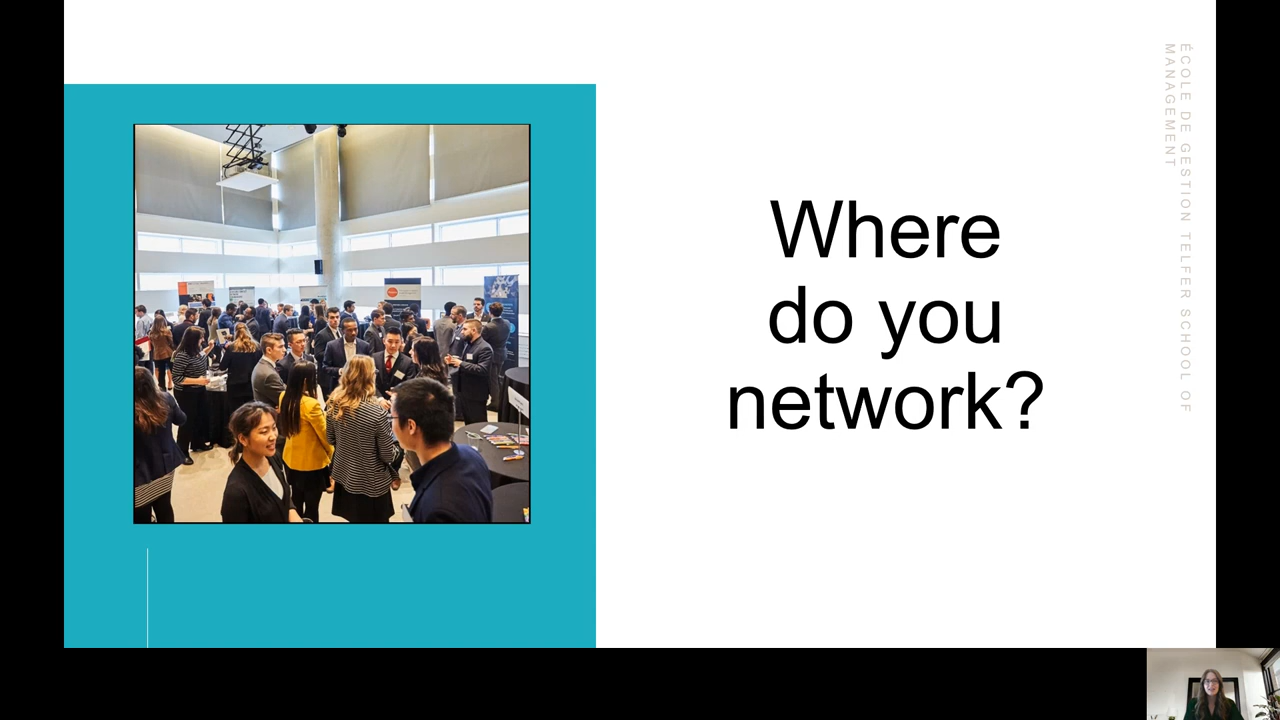 Where
do you
network?
ÉCOLE DE GESTION TELFER SCHOOL OF
MANAGEMENT